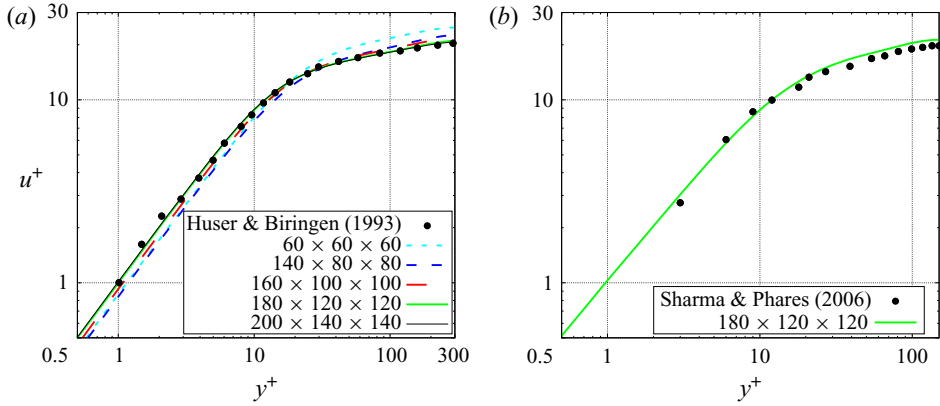 (a)
30
10
u⁺
1
0.5
1
10
100
300
y⁺
Huser & Biringen (1993)
60 × 60 × 60
140 × 80 × 80
160 × 100 × 100
180 × 120 × 120
200 × 140 × 140
(b)
30
10
1
0.5
1
10
100
y⁺
Sharma & Phares (2006)
180 × 120 × 120